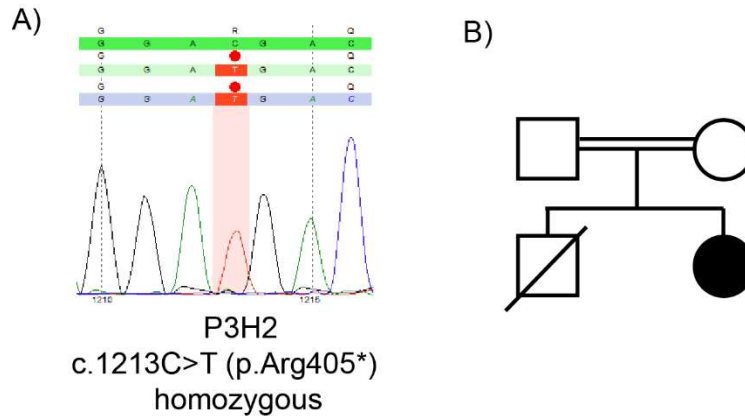 A)
G R Q
G G A C G A C
G Q
G G A T G A C
G Q
G G A T G A C
1210 1215
P3H2
c.1213C>T (p.Arg405*)
homozygous
B)